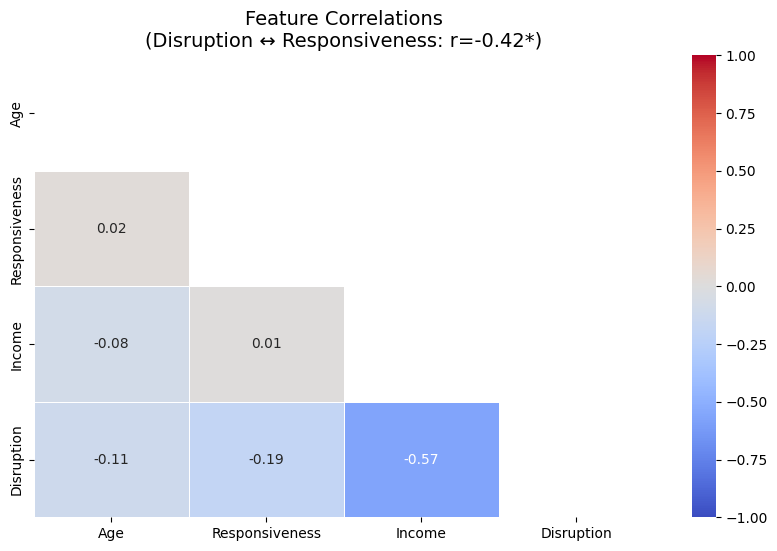 Feature Correlations
(Disruption ↔ Responsiveness: r=-0.42*)
Age
Responsiveness
Income
Disruption
0.02
-0.08 0.01
-0.11 -0.19 -0.57
Age Responsiveness Income Disruption
1.00
0.75
0.50
0.25
0.00
−0.25
−0.50
−0.75
−1.00